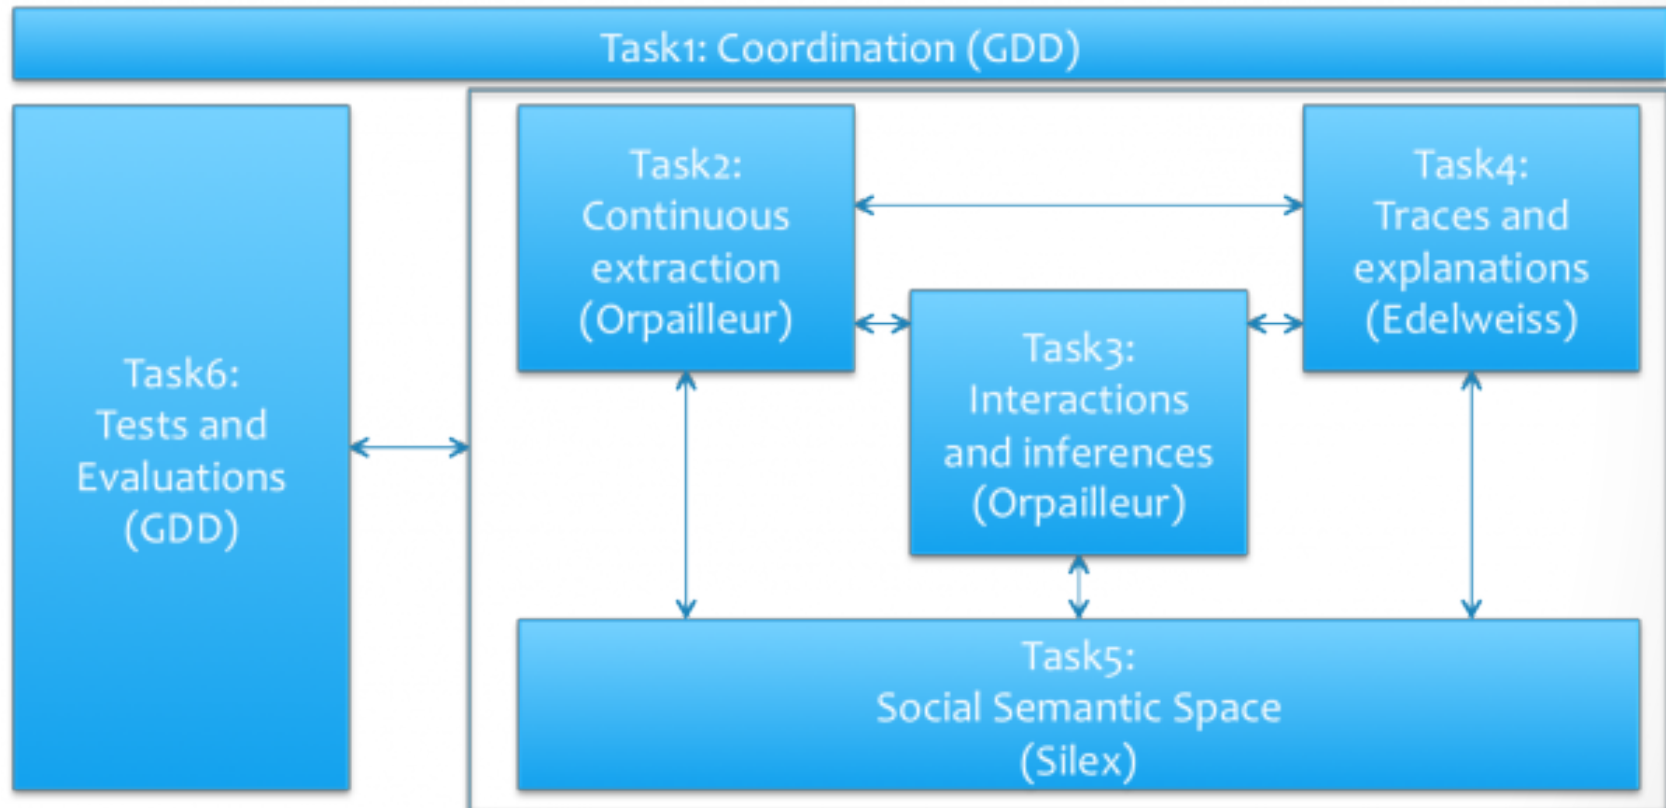 Task1: Coordination (GDD)
Task2:
Continuous
extraction
(Orpailleur)
Task4:
Traces and
explanations
(Edelweiss)
Task3:
Interactions
and inferences
(Orpailleur)
Task6:
Tests and
Evaluations
(GDD)
Task5:
Social Semantic Space
(Silex)